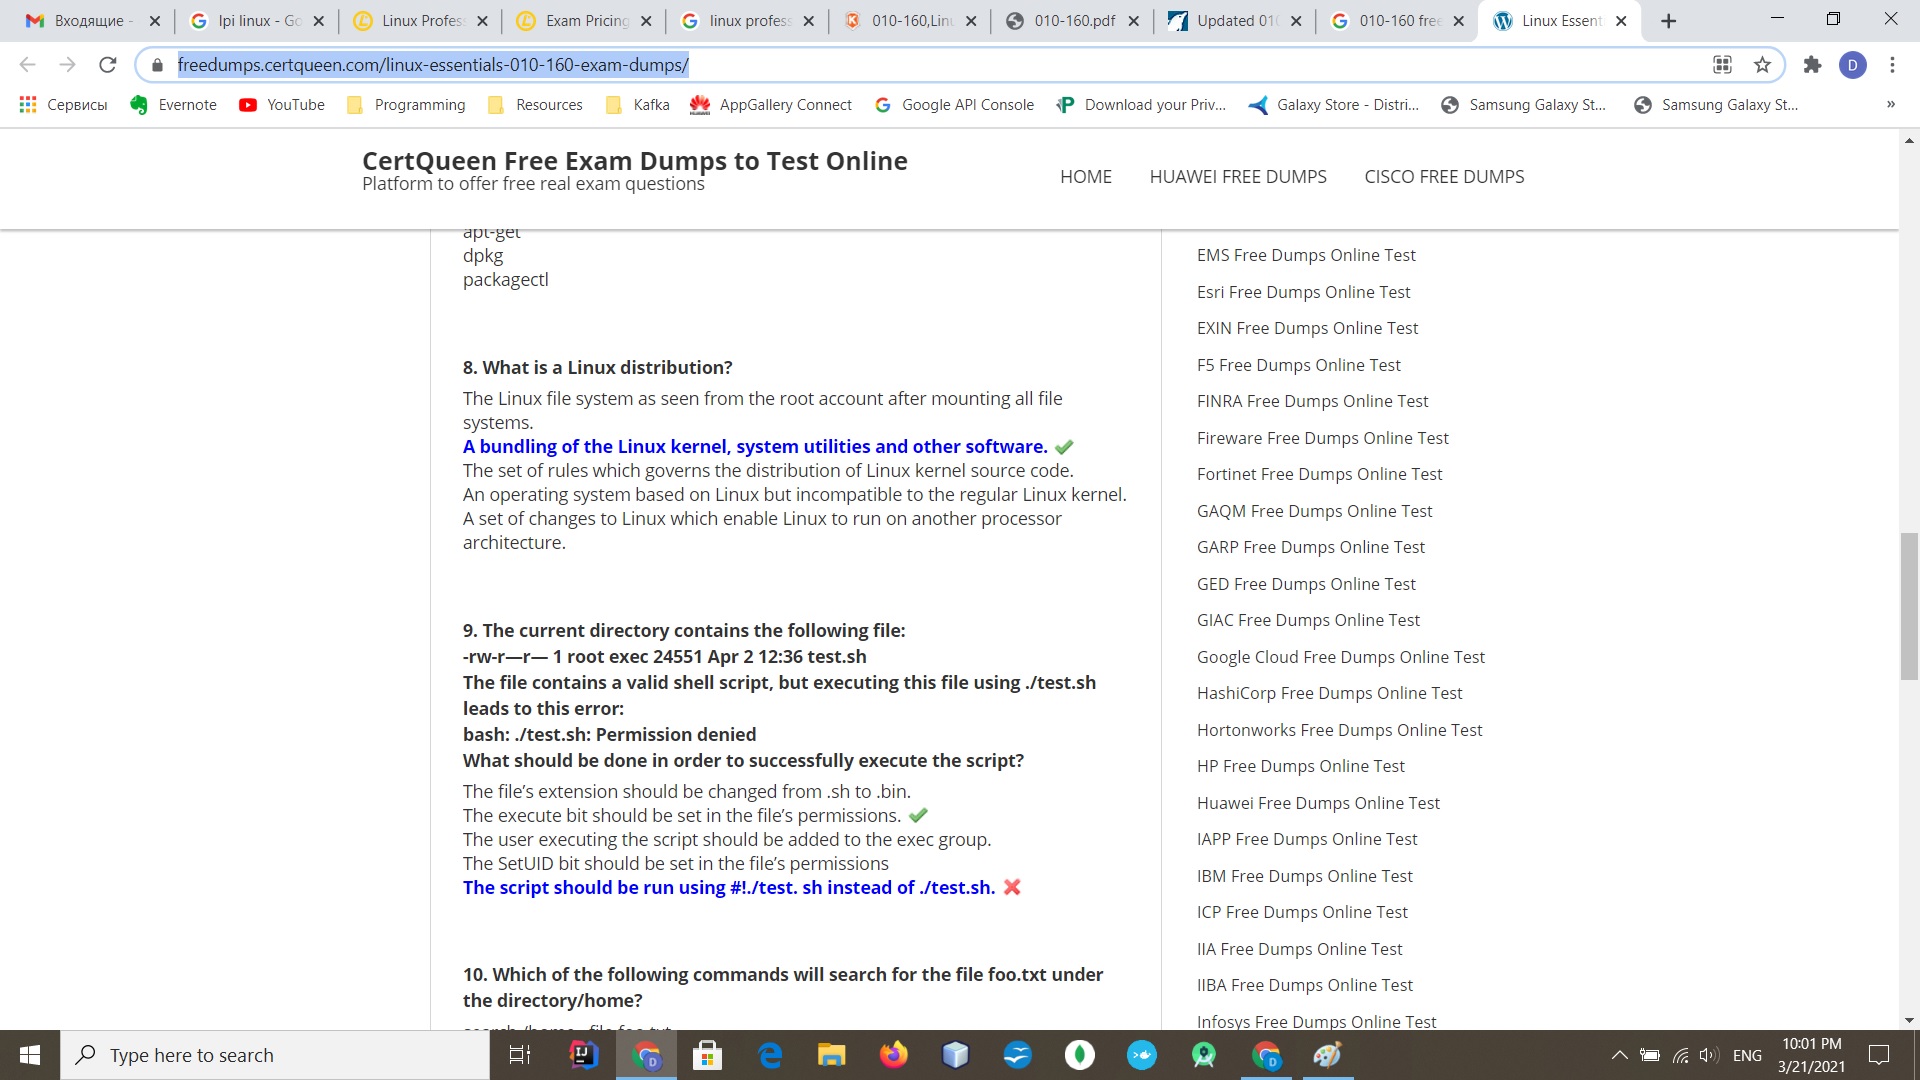 Входящие -
lpi linux - Go
Linux Profes
Exam Pricing
linux profess
010-160,Linu
010-160.pdf
Updated 010
010-160 free
Linux Essent
freedumps.certqueen.com/linux-essentials-010-160-exam-dumps/
D
Сервисы
Evernote
YouTube
Programming
Resources
Kafka
AppGallery Connect
Google API Console
Download your Priv...
Galaxy Store - Distri...
Samsung Galaxy St...
Samsung Galaxy St...
»
CertQueen Free Exam Dumps to Test Online
Platform to offer free real exam questions
HOME
HUAWEI FREE DUMPS
CISCO FREE DUMPS
apt-get
dpkg
packagectl
8. What is a Linux distribution?
The Linux file system as seen from the root account after mounting all file
systems.
A bundling of the Linux kernel, system utilities and other software.
The set of rules which governs the distribution of Linux kernel source code.
An operating system based on Linux but incompatible to the regular Linux kernel.
A set of changes to Linux which enable Linux to run on another processor
architecture.
9. The current directory contains the following file:
-rw-r—r— 1 root exec 24551 Apr 2 12:36 test.sh
The file contains a valid shell script, but executing this file using ./test.sh
leads to this error:
bash: ./test.sh: Permission denied
What should be done in order to successfully execute the script?
The file’s extension should be changed from .sh to .bin.
The execute bit should be set in the file’s permissions.
The user executing the script should be added to the exec group.
The SetUID bit should be set in the file’s permissions
The script should be run using #!./test. sh instead of ./test.sh.
10. Which of the following commands will search for the file foo.txt under
the directory/home?
search /home -file foo.txt
EMS Free Dumps Online Test
Esri Free Dumps Online Test
EXIN Free Dumps Online Test
F5 Free Dumps Online Test
FINRA Free Dumps Online Test
Fireware Free Dumps Online Test
Fortinet Free Dumps Online Test
GAQM Free Dumps Online Test
GARP Free Dumps Online Test
GED Free Dumps Online Test
GIAC Free Dumps Online Test
Google Cloud Free Dumps Online Test
HashiCorp Free Dumps Online Test
Hortonworks Free Dumps Online Test
HP Free Dumps Online Test
Huawei Free Dumps Online Test
IAPP Free Dumps Online Test
IBM Free Dumps Online Test
ICP Free Dumps Online Test
IIA Free Dumps Online Test
IIBA Free Dumps Online Test
Infosys Free Dumps Online Test
Type here to search
ENG
10:01 PM
3/21/2021